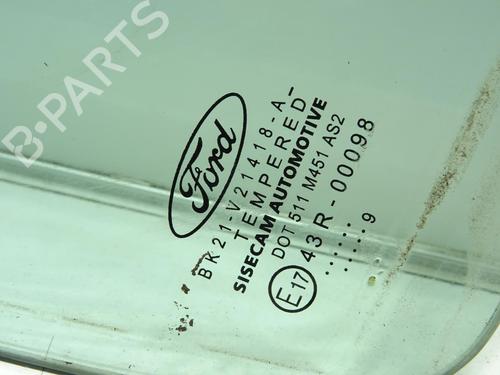 B-PARTS
Ford
BK21-V21418-A-
TEMPERED
SISECAM AUTOMOTIVE
DOT 511 M451 AS2
E17 43R-00098
...... 9
......